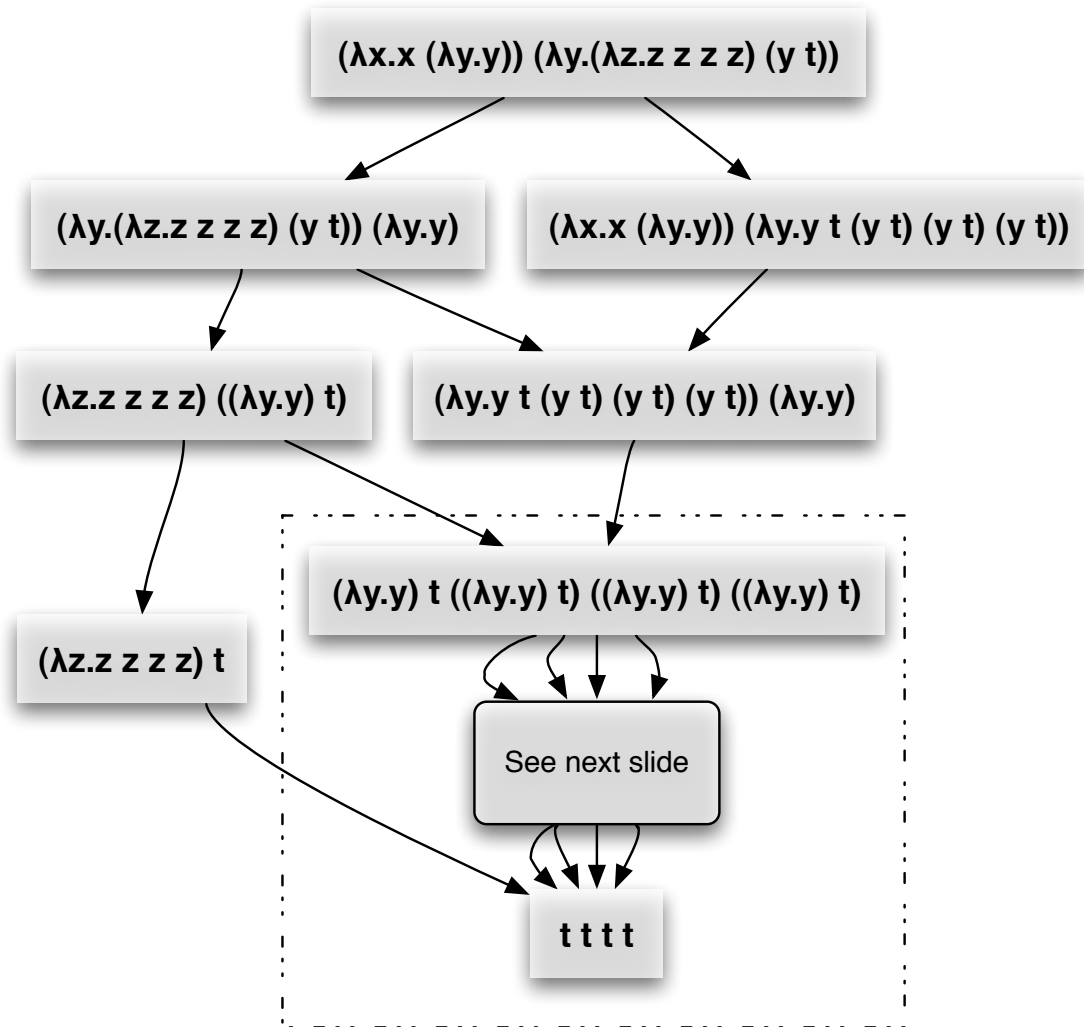 (λx.x (λy.y)) (λy.(λz.z z z z) (y t))
(λy.(λz.z z z z) (y t)) (λy.y)
(λx.x (λy.y)) (λy.y t (y t) (y t) (y t))
(λz.z z z z) ((λy.y) t)
(λy.y t (y t) (y t) (y t)) (λy.y)
(λy.y) t ((λy.y) t) ((λy.y) t) ((λy.y) t)
(λz.z z z z) t
See next slide
t t t t